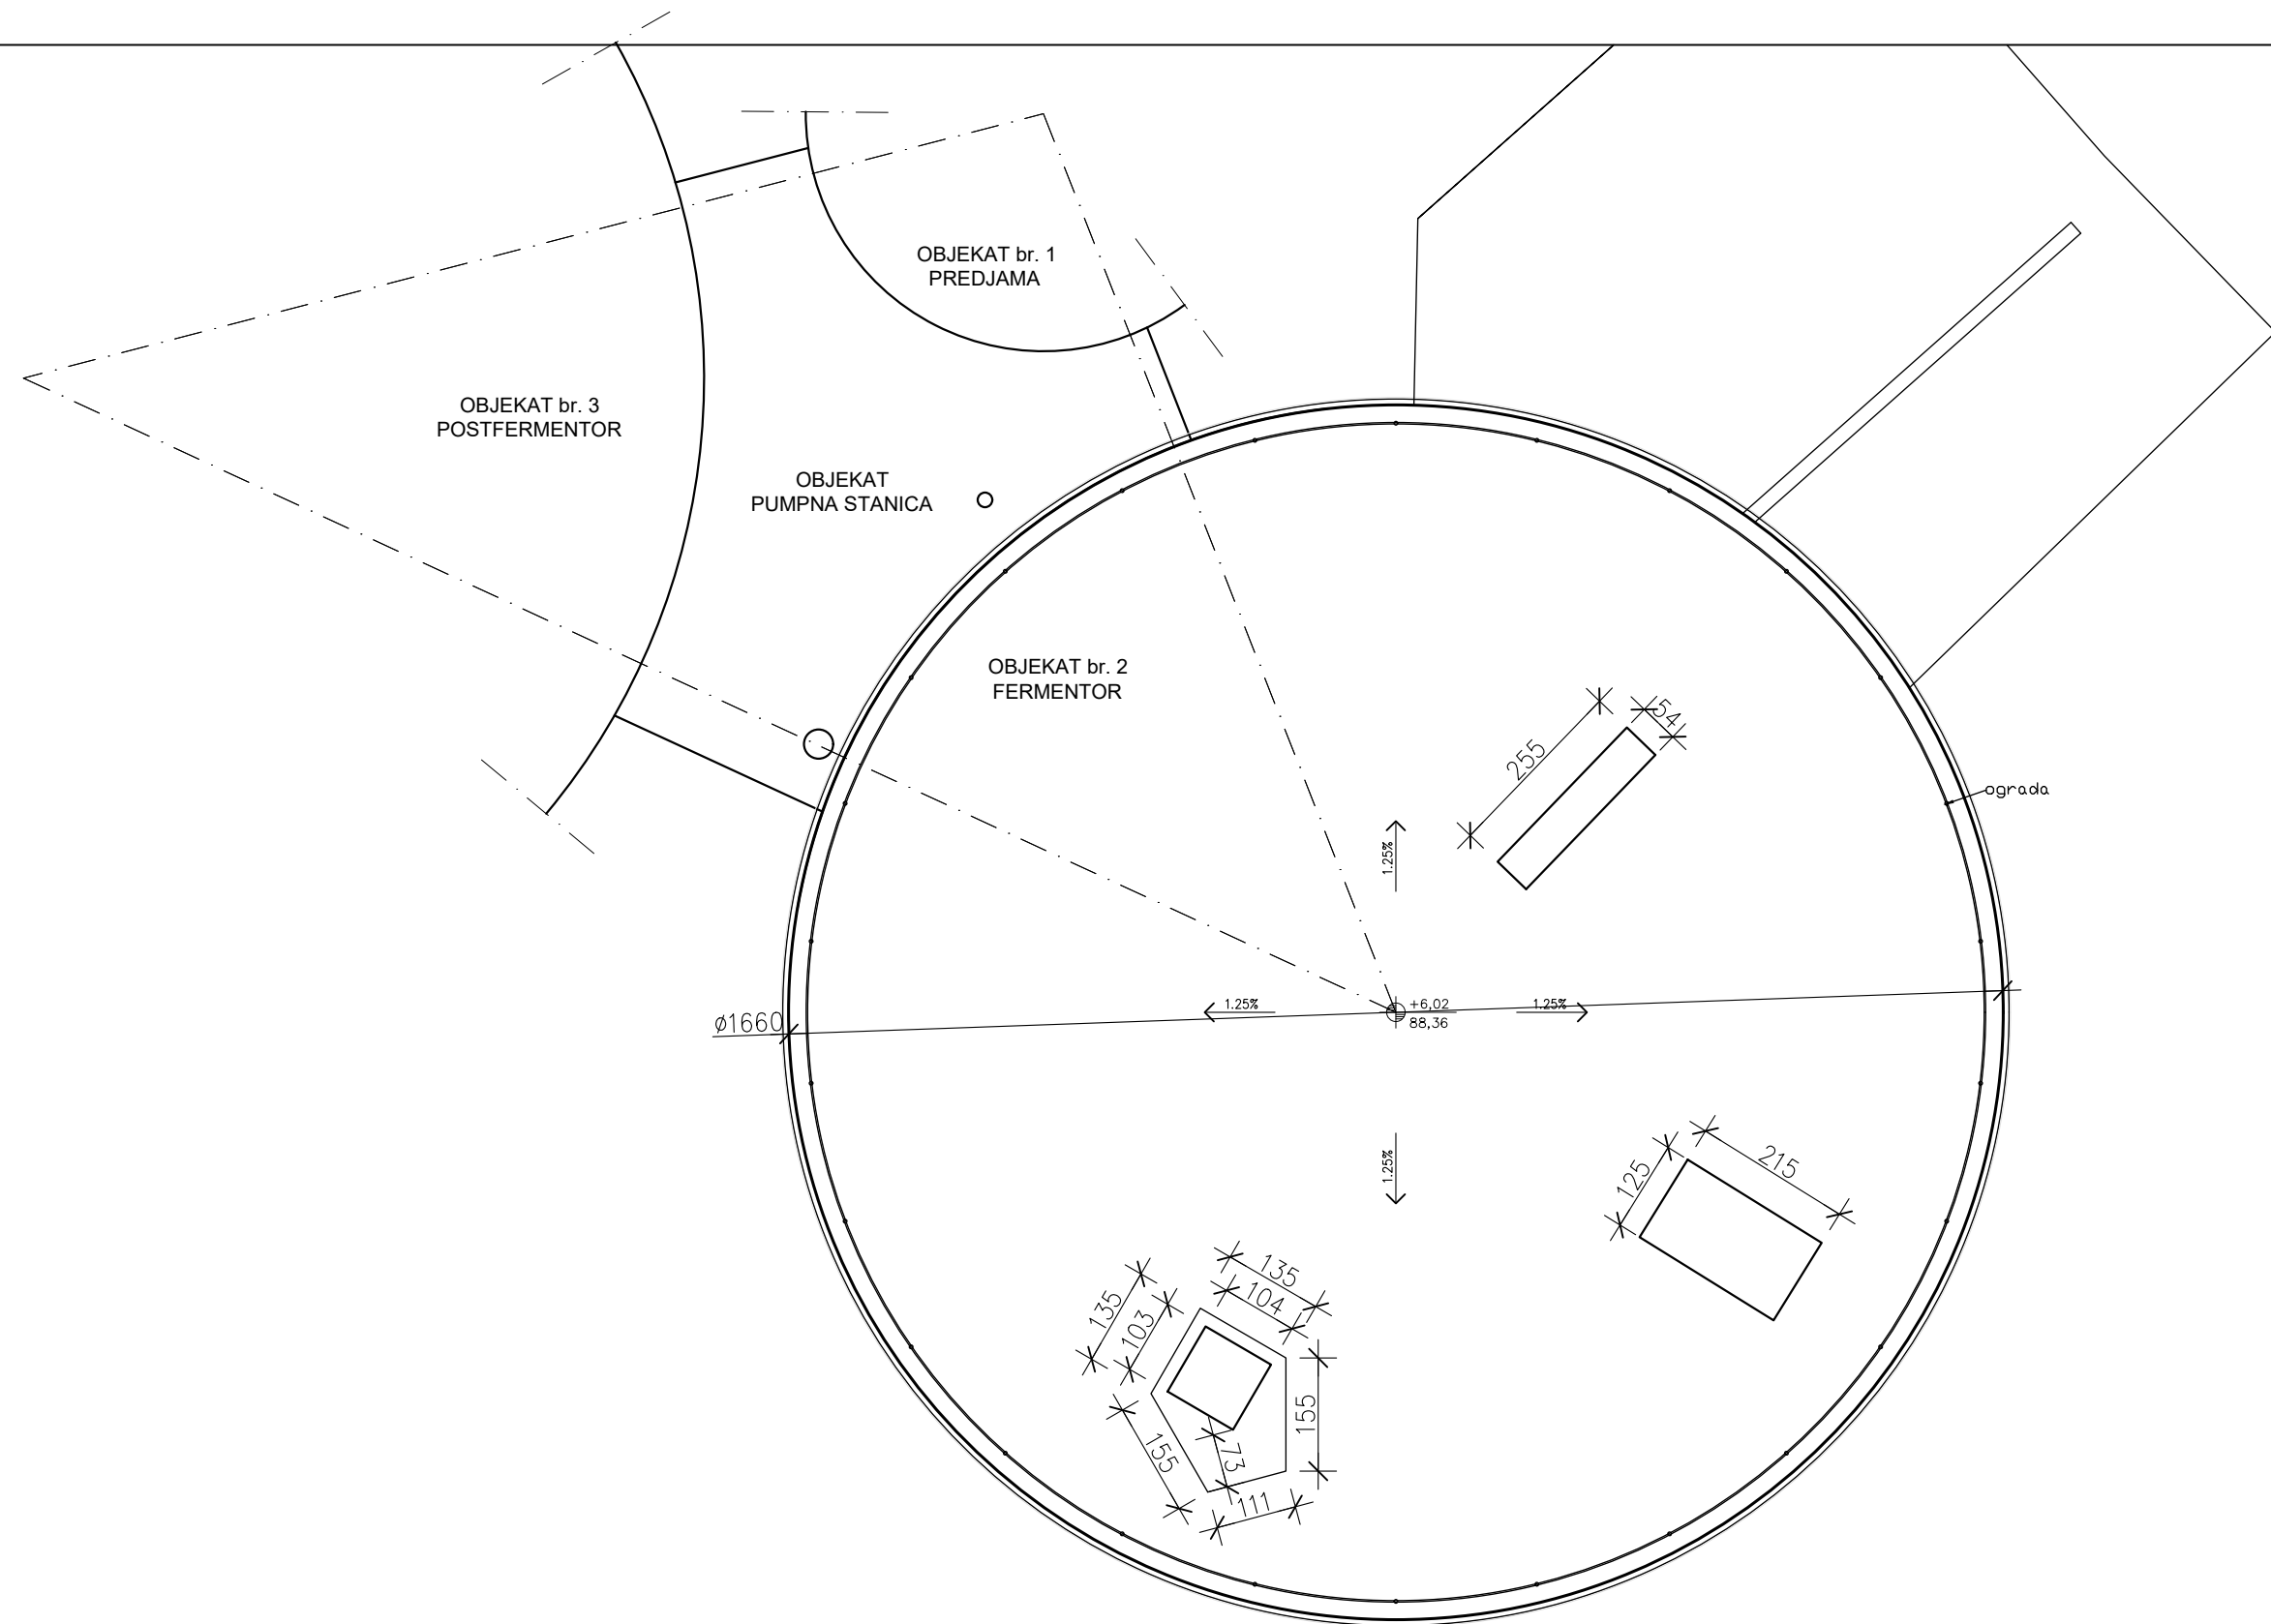 OBJEKAT br. 1
PREDJAMA
OBJEKAT br. 3
POSTFERMENTOR
OBJEKAT
PUMPNA STANICA
OBJEKAT br. 2
FERMENTOR
54
255
ograda
1.25%
1.25%
+6,02
88,36
1.25%
ø1660
1.25%
125
215
135
104
135
103
155
155
73
111